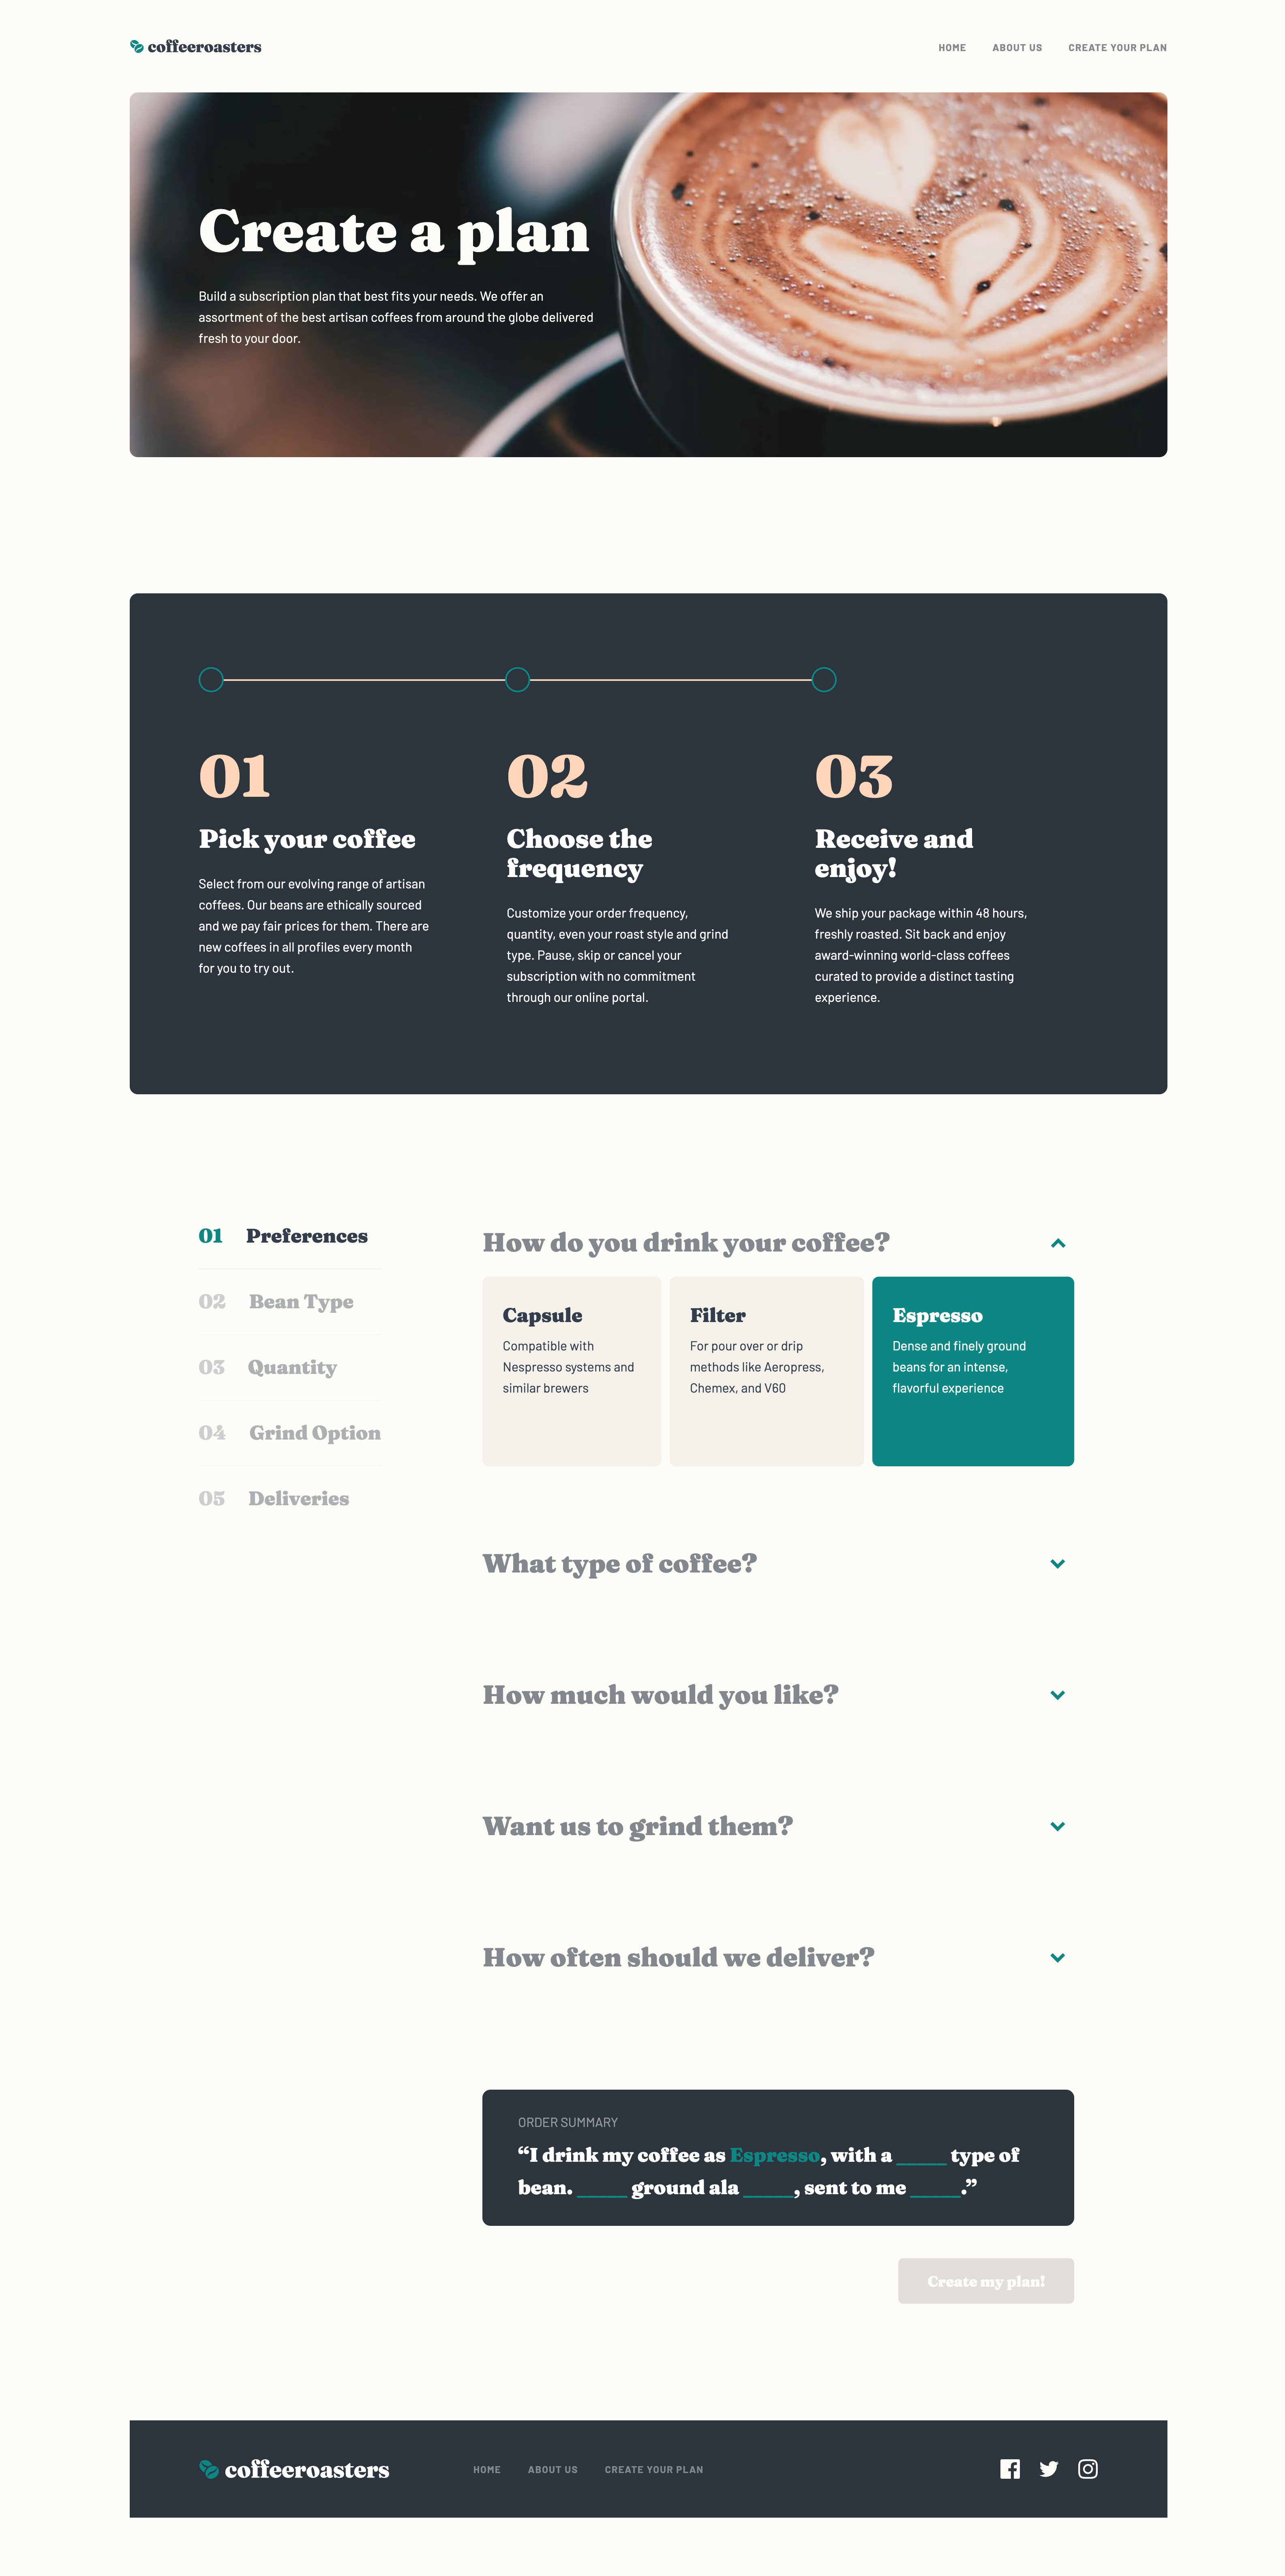 coffeeroasters
HOME ABOUT US CREATE YOUR PLAN
Create a plan
Build a subscription plan that best fits your needs. We offer an
assortment of the best artisan coffees from around the globe delivered
fresh to your door.
01
Pick your coffee
Select from our evolving range of artisan
coffees. Our beans are ethically sourced
and we pay fair prices for them. There are
new coffees in all profiles every month
for you to try out.
02
Choose the
frequency
Customize your order frequency,
quantity, even your roast style and grind
type. Pause, skip or cancel your
subscription with no commitment
through our online portal.
03
Receive and
enjoy!
We ship your package within 48 hours,
freshly roasted. Sit back and enjoy
award-winning world-class coffees
curated to provide a distinct tasting
experience.
01 Preferences
02 Bean Type
03 Quantity
04 Grind Option
05 Deliveries
How do you drink your coffee?
Capsule
Compatible with
Nespresso systems and
similar brewers
Filter
For pour over or drip
methods like Aeropress,
Chemex, and V60
Espresso
Dense and finely ground
beans for an intense,
flavorful experience
What type of coffee?
How much would you like?
Want us to grind them?
How often should we deliver?
ORDER SUMMARY
“I drink my coffee as Espresso, with a _____ type of
bean. _____ ground ala _____, sent to me _____.”
Create my plan!
coffeeroasters
HOME ABOUT US CREATE YOUR PLAN